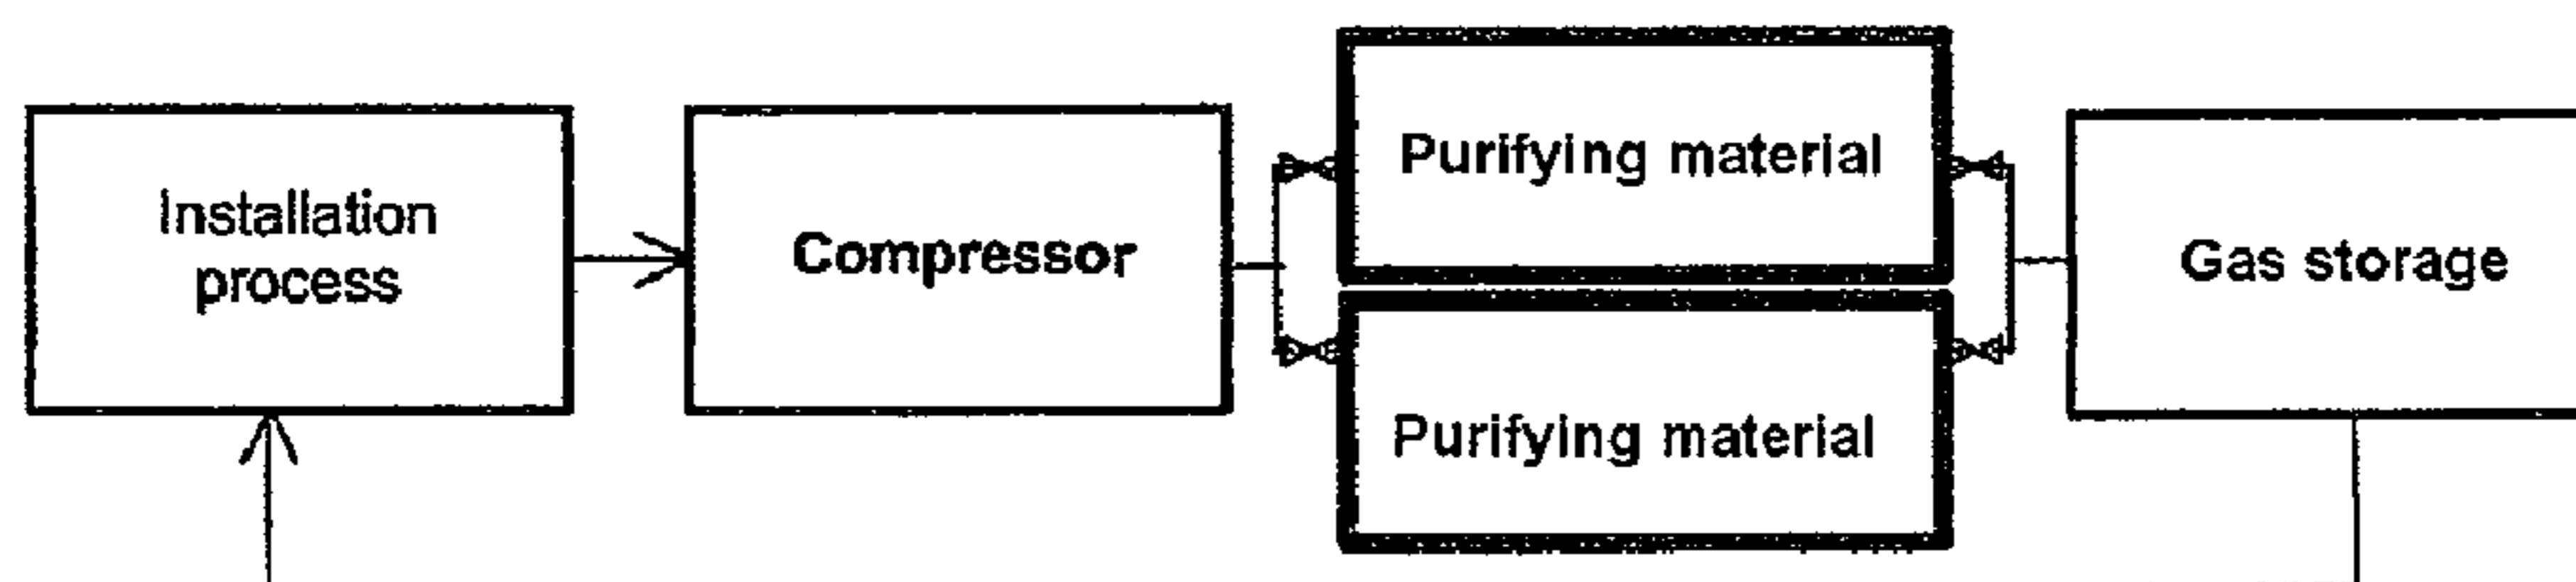 Installation
process
Compressor
Purifying material
Purifying material
Gas storage